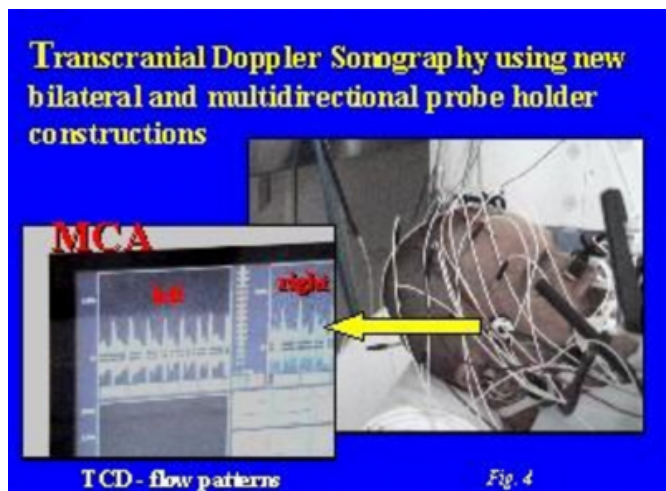 Transcranial Doppler Sonography using new
bilateral and multidirectional probe holder
constructions
MCA
left
right
TCD - flow patterns
Fig. 4